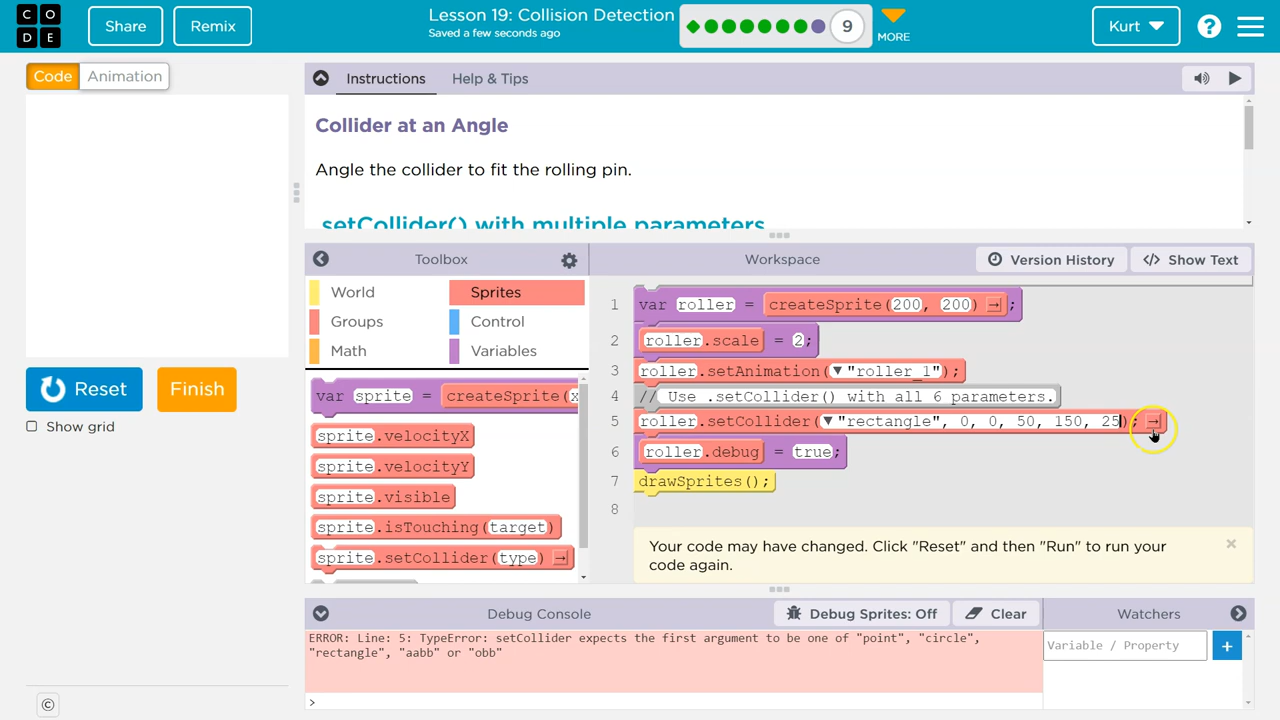 C O
D E
Share
Remix
Lesson 19: Collision Detection
Saved a few seconds ago
9
MORE
Kurt
?
Code
Animation
Instructions
Help & Tips
Collider at an Angle
Angle the collider to fit the rolling pin.
setCollider() with multiple parameters
Toolbox
Workspace
Version History
</> Show Text
World
Sprites
Groups
Control
Math
Variables
var sprite = createSprite(x
sprite.velocityX
sprite.velocityY
sprite.visible
sprite.isTouching(target)
sprite.setCollider(type) →
1 var roller = createSprite(200, 200) →;
2 roller.scale = 2;
3 roller.setAnimation(▼"roller_1");
4 // Use .setCollider() with all 6 parameters.
5 roller.setCollider(▼"rectangle", 0, 0, 50, 150, 25); →
6 roller.debug = true;
7 drawSprites();
8
Reset
Finish
Show grid
Your code may have changed. Click "Reset" and then "Run" to run your
code again.
×
Debug Console
Debug Sprites: Off
Clear
Watchers
ERROR: Line: 5: TypeError: setCollider expects the first argument to be one of "point", "circle",
"rectangle", "aabb" or "obb"
Variable / Property
+
>
©